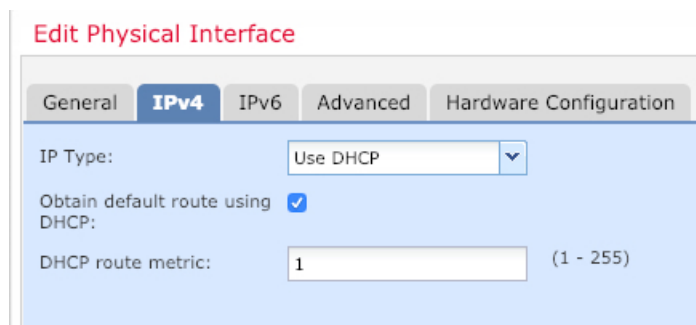 Edit Physical Interface
General IPv4 IPv6 Advanced Hardware Configuration
IP Type: Use DHCP
Obtain default route using
DHCP:
DHCP route metric: 1 (1 - 255)